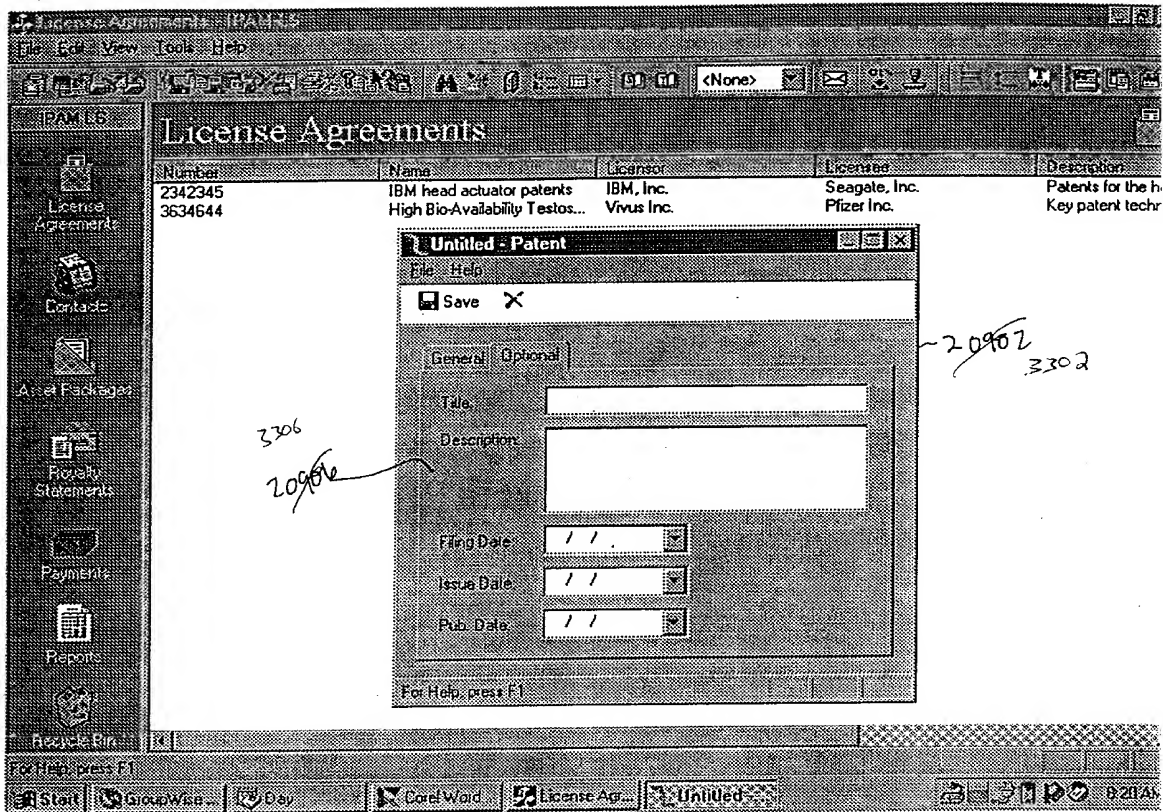 License Agreements - IPAM LS
File Edit View Tools Help
<None>
IPAM LS
License Agreements
Number Name Licensor Licensee Description
2342345 IBM head actuator patents IBM, Inc. Seagate, Inc. Patents for the h
3634644 High Bio-Availability Testos... Vivus Inc. Pfizer Inc. Key patent techr
License
Agreements
Contacts
Asset Packages
Royalty
Statements
Payments
Reports
Recycle Bin
Untitled - Patent
File Help
Save
General Optional
Title:
Description:
Filing Date: / /
Issue Date: / /
Pub. Date: / /
For Help, press F1
20902
3302
3306
20906
For Help, press F1
Start GroupWise... Day Corel Word License Agr... Untitled 8:20 AM